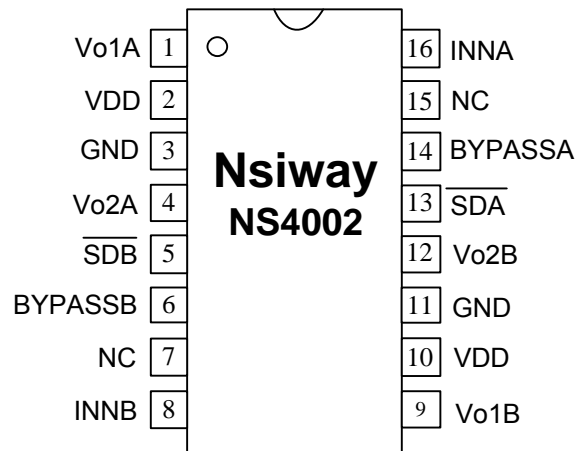 Vo1A 1 16 INNA
VDD 2 15 NC
GND 3 14 BYPASSA
Nsiway
Vo2A 4 13 SDA
NS4002
SDB 5 12 Vo2B
BYPASSB 6 11 GND
NC 7 10 VDD
INNB 8 9 Vo1B